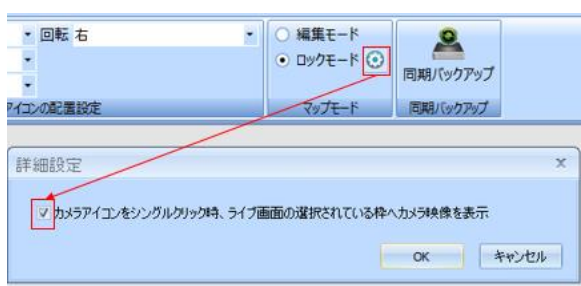 回転 右
編集モード
ロックモード
同期バックアップ
アイコンの配置設定
マップモード
同期バックアップ
詳細設定
x
カメラアイコンをシングルクリック時、ライブ画面の選択されている枠へカメラ映像を表示
OK
キャンセル